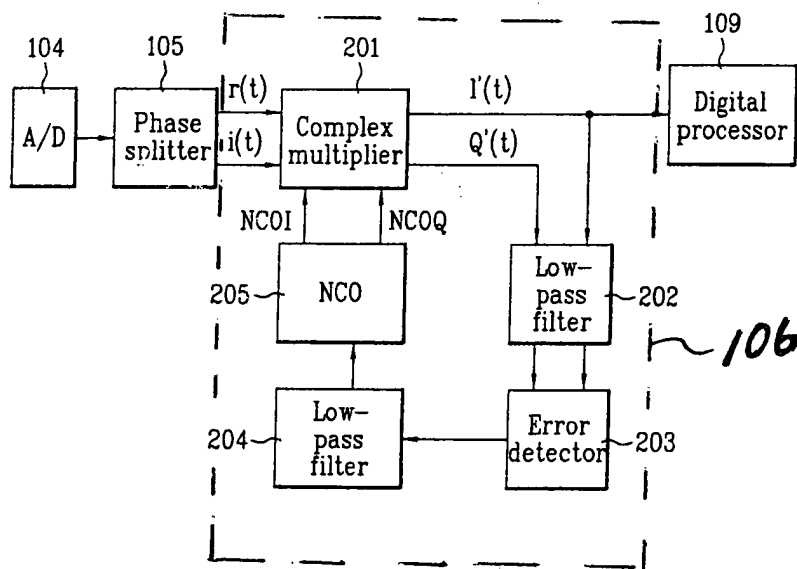 104
A/D
105
Phase
splitter
r(t)
i(t)
201
Complex
multiplier
I'(t)
Q'(t)
109
Digital
processor
NCOI
NCOQ
205
NCO
Low-
pass
filter
202
106
204
Low-
pass
filter
Error
detector
203